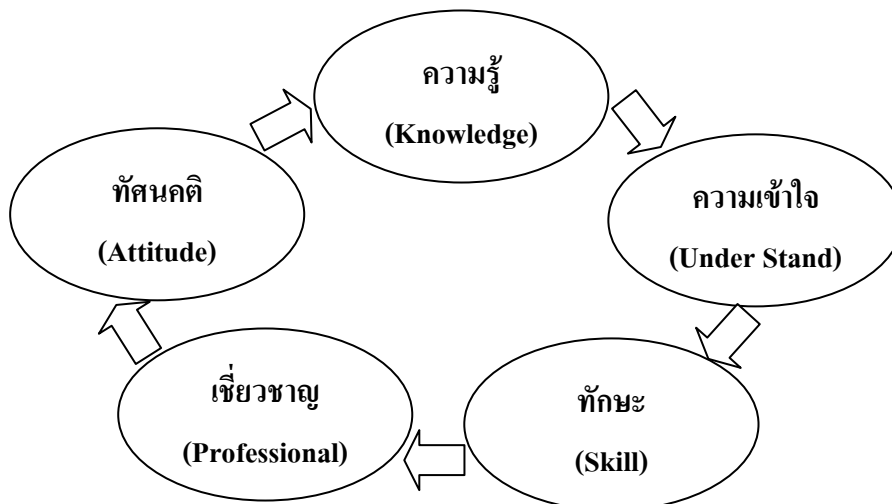 ความรู้
(Knowledge)
ความเข้าใจ
(Under Stand)
ทักษะ
(Skill)
เชี่ยวชาญ
(Professional)
ทัศนคติ
(Attitude)